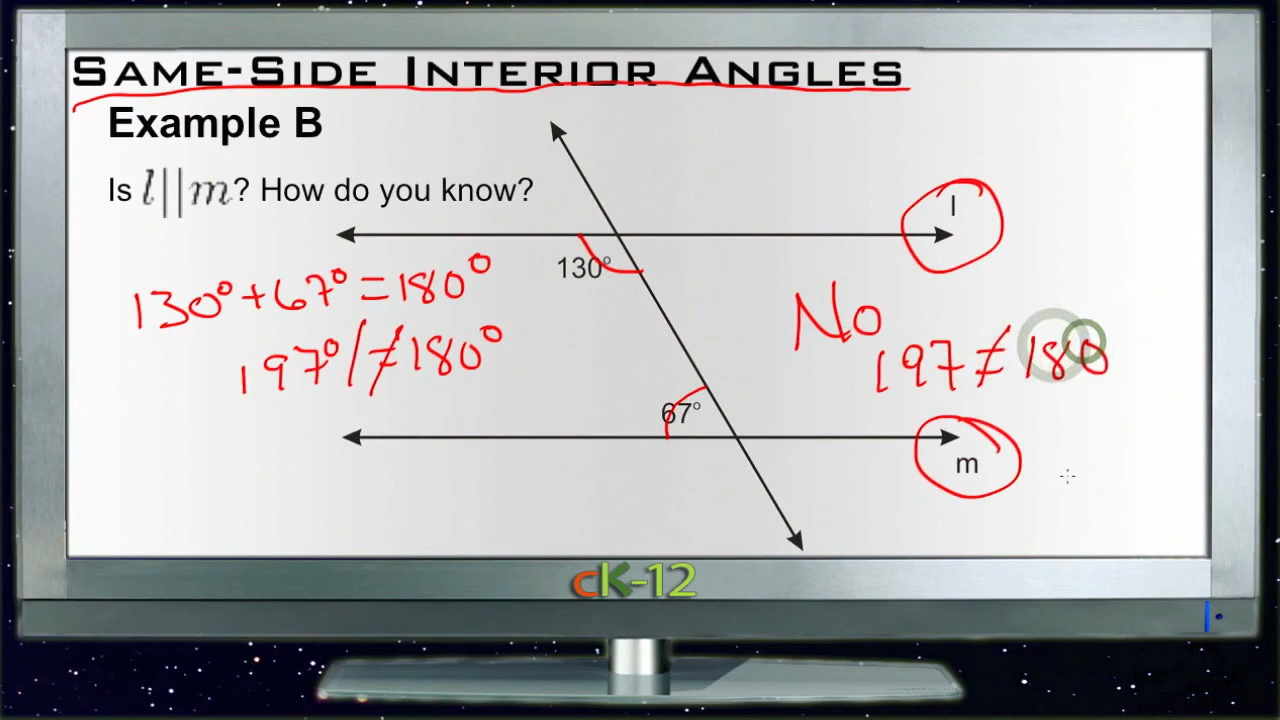 SAME-SIDE INTERIOR ANGLES
Example B
Is l||m? How do you know?
l
130°
130° + 67° = 180°
197° ≠ 180°
No
197 ≠ 180
67°
m
cK-12